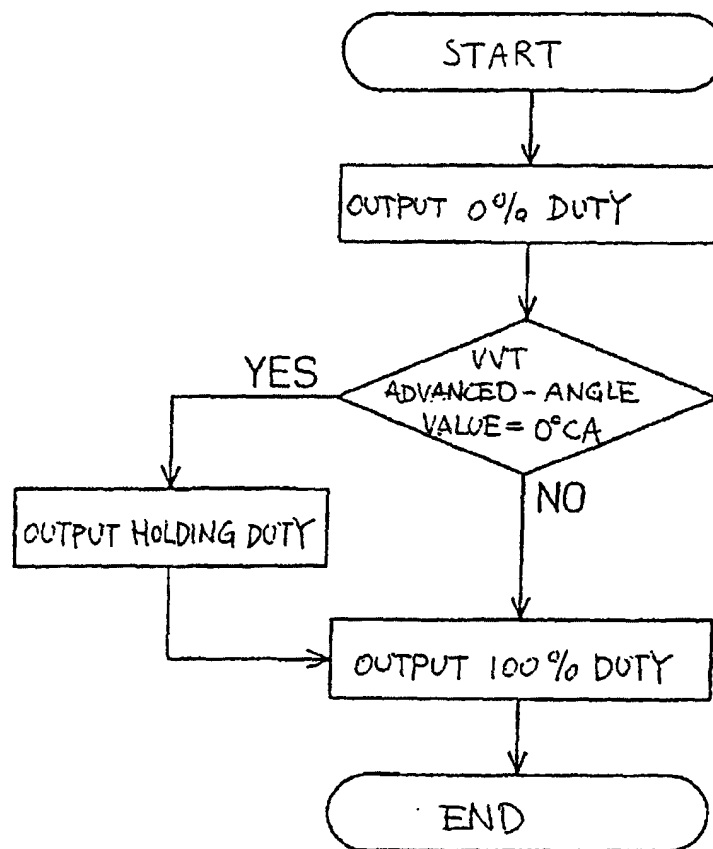 START
OUTPUT 0% DUTY
VVT
ADVANCED-ANGLE
VALUE = 0°CA
YES
NO
OUTPUT HOLDING DUTY
OUTPUT 100% DUTY
END